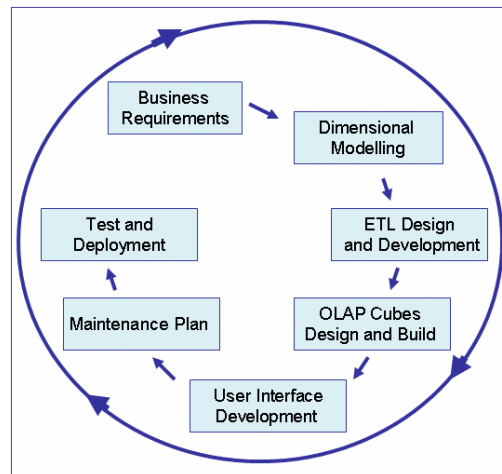 Business
Requirements
Dimensional
Modelling
ETL Design
and Development
OLAP Cubes
Design and Build
User Interface
Development
Maintenance Plan
Test and
Deployment